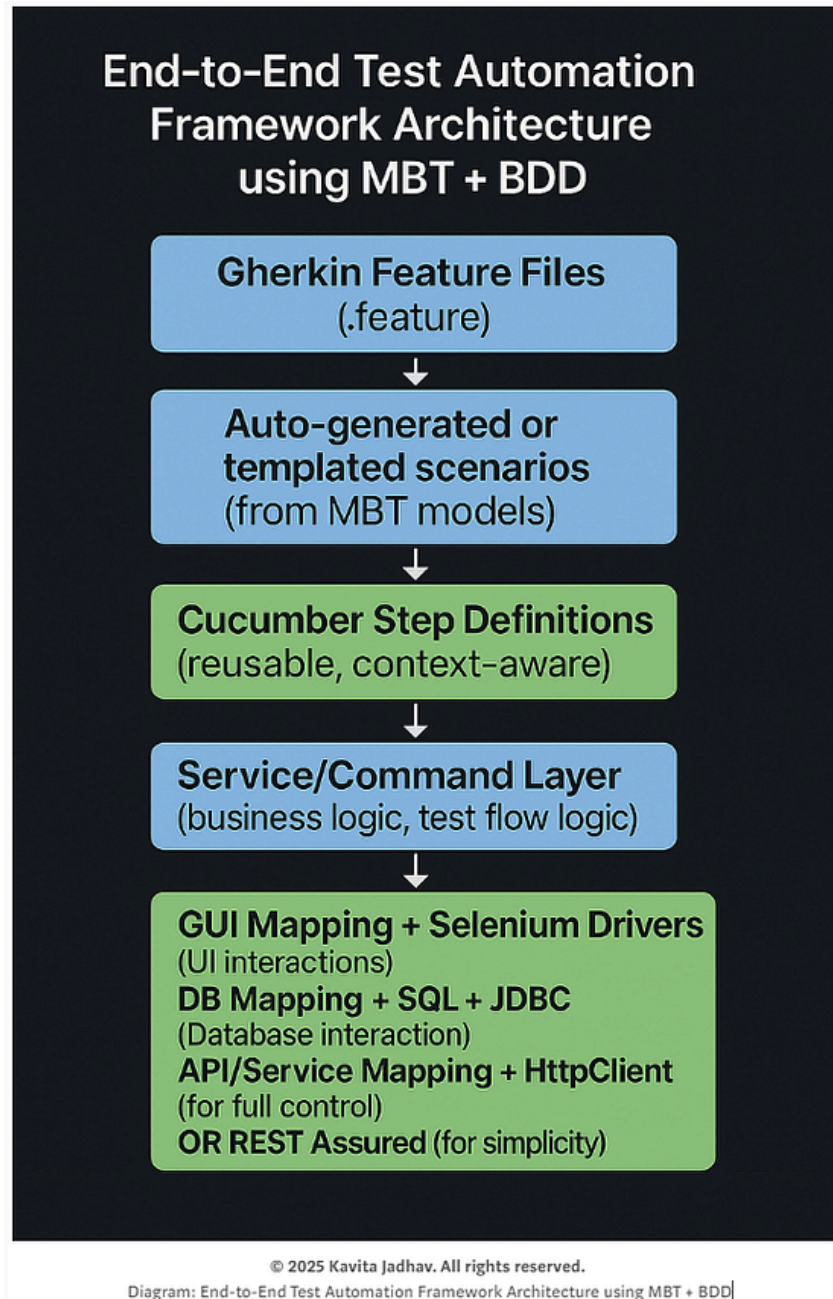 End-to-End Test Automation
Framework Architecture
using MBT + BDD
Gherkin Feature Files
(.feature)
Auto-generated or
templated scenarios
(from MBT models)
Cucumber Step Definitions
(reusable, context-aware)
Service/Command Layer
(business logic, test flow logic)
GUI Mapping + Selenium Drivers
(UI interactions)
DB Mapping + SQL + JDBC
(Database interaction)
API/Service Mapping + HttpClient
(for full control)
OR REST Assured (for simplicity)
© 2025 Kavita Jadhav. All rights reserved.
Diagram: End-to-End Test Automation Framework Architecture using MBT + BDD